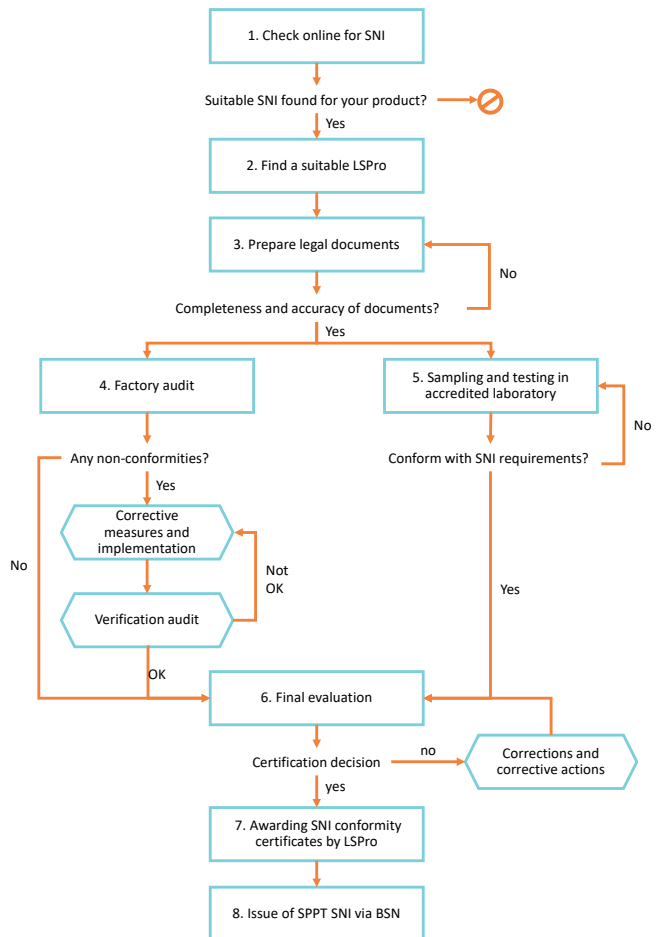 1. Check online for SNI
Suitable SNI found for your product?
Yes
2. Find a suitable LSPro
3. Prepare legal documents
No
Completeness and accuracy of documents?
Yes
4. Factory audit
5. Sampling and testing in
accredited laboratory
No
Any non-conformities?
Conform with SNI requirements?
Yes
Corrective
measures and
implementation
No
Not
OK
Yes
Verification audit
OK
6. Final evaluation
Certification decision
no
Corrections and
corrective actions
yes
7. Awarding SNI conformity
certificates by LSPro
8. Issue of SPPT SNI via BSN